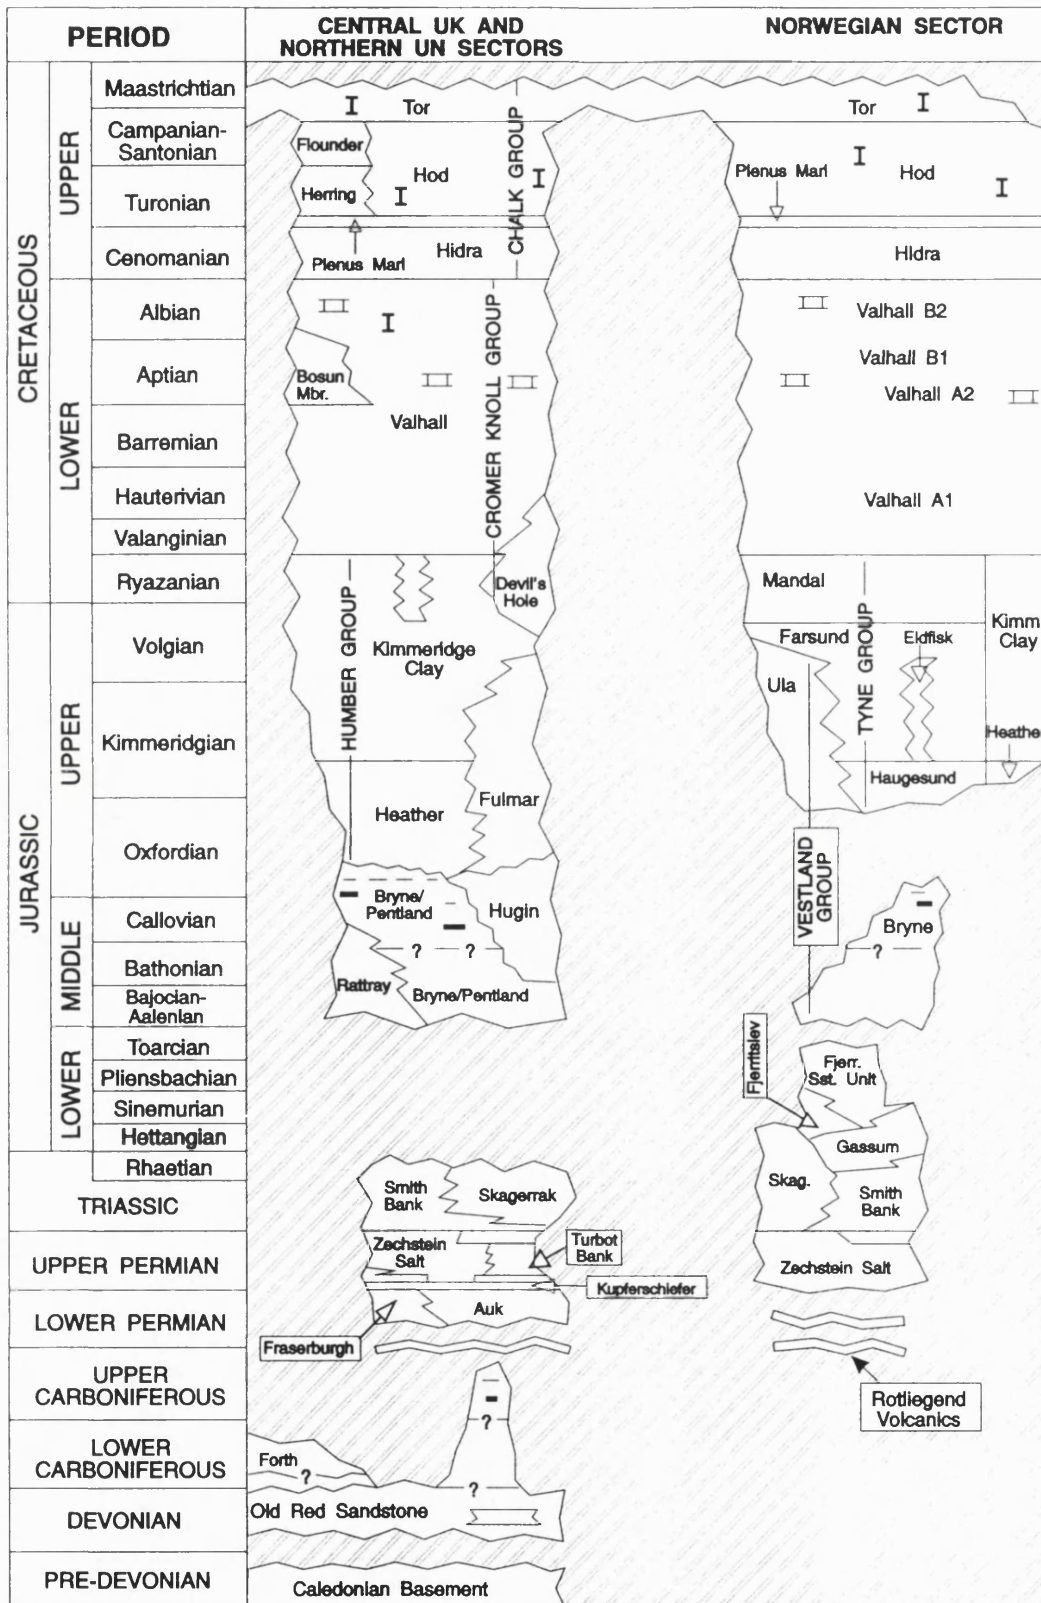 PERIOD
CENTRAL UK AND
NORTHERN UN SECTORS
NORWEGIAN SECTOR
CRETACEOUS
UPPER
LOWER
Maastrichtian
Campanian-
Santonian
Turonian
Cenomanian
Albian
Aptian
Barremian
Hauterivian
Valanginian
Ryazanian
JURASSIC
UPPER
MIDDLE
LOWER
Volgian
Kimmeridgian
Oxfordian
Callovian
Bathonian
Bajocian-
Aalenian
Toarcian
Pliensbachian
Sinemurian
Hettangian
Rhaetian
TRIASSIC
UPPER PERMIAN
LOWER PERMIAN
UPPER
CARBONIFEROUS
LOWER
CARBONIFEROUS
DEVONIAN
PRE-DEVONIAN
I
Tor
Flounder
Hod
Herring
I
I
CHALK GROUP
Plenus Marl
Hidra
I
Bosun
Mbr.
Valhall
CROMER KNOLL GROUP
Devil's
Hole
HUMBER GROUP
Kimmeridge
Clay
Heather
Fulmar
Bryne/
Pentland
Hugin
? ?
Rattray
Bryne/Pentland
Smith
Bank
Skagerrak
Zechstein
Salt
Turbot
Bank
Kupferschiefer
Auk
Fraserburgh
?
Forth
?
?
Old Red Sandstone
Caledonian Basement
Tor
I
I
Plenus Marl
Hod
I
Hidra
Valhall B2
Valhall B1
Valhall A2
Valhall A1
Mandal
Farsund
Eldfisk
Kimm
Clay
Ula
TYNE GROUP
Heather
Haugesund
VESTLAND
GROUP
Bryne
?
Fjerritslev
Fjerr.
Sst. Unit
Gassum
Skag.
Smith
Bank
Zechstein Salt
Rotliegend
Volcanics